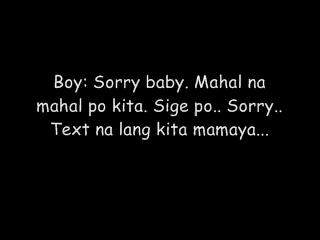 Boy: Sorry baby. Mahal na
mahal po kita. Sige po.. Sorry..
Text na lang kita mamaya...